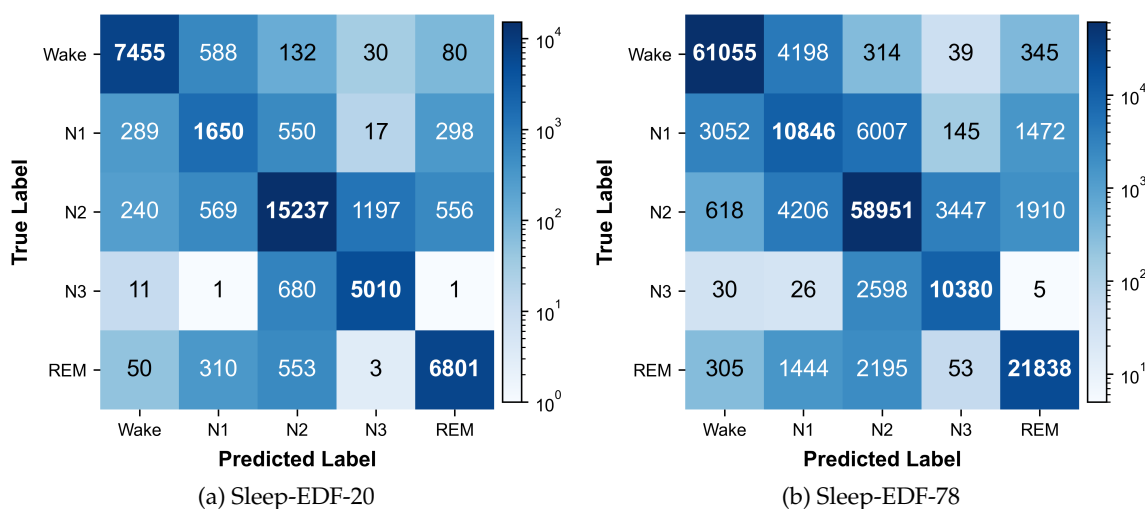 Wake 7455 588 132 30 80
N1 289 1650 550 17 298
N2 240 569 15237 1197 556
N3 11 1 680 5010 1
REM 50 310 553 3 6801
Wake N1 N2 N3 REM
True Label
Predicted Label
10^4
10^3
10^2
10^1
10^0
(a) Sleep-EDF-20
Wake 61055 4198 314 39 345
N1 3052 10846 6007 145 1472
N2 618 4206 58951 3447 1910
N3 30 26 2598 10380 5
REM 305 1444 2195 53 21838
Wake N1 N2 N3 REM
True Label
Predicted Label
10^4
10^3
10^2
10^1
(b) Sleep-EDF-78